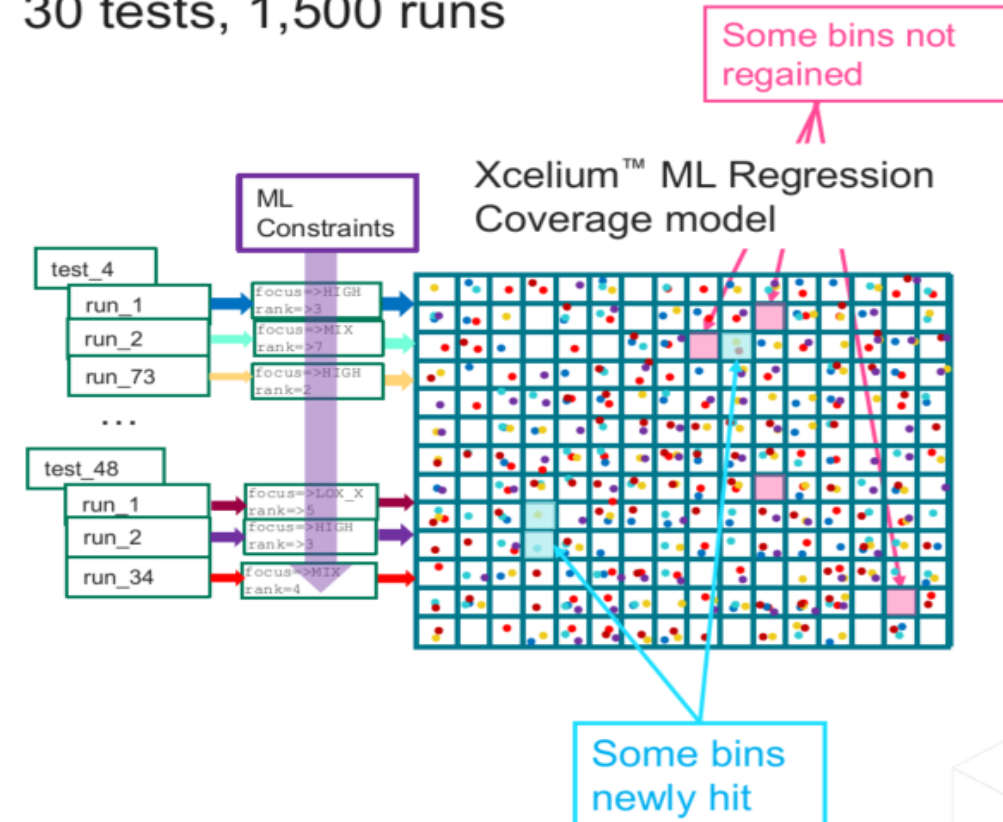 30 tests, 1,500 runs
Some bins not
regained
Xcelium™ ML Regression
Coverage model
ML
Constraints
test_4
run_1
focus=>HIGH
rank=>3
run_2
focus=>MIX
rank=>7
run_73
focus=>HIGH
rank=2
...
test_48
run_1
focus=>LOX_X
rank=>5
run_2
focus=>HIGH
rank=>3
run_34
focus=>MIX
rank=4
Some bins
newly hit